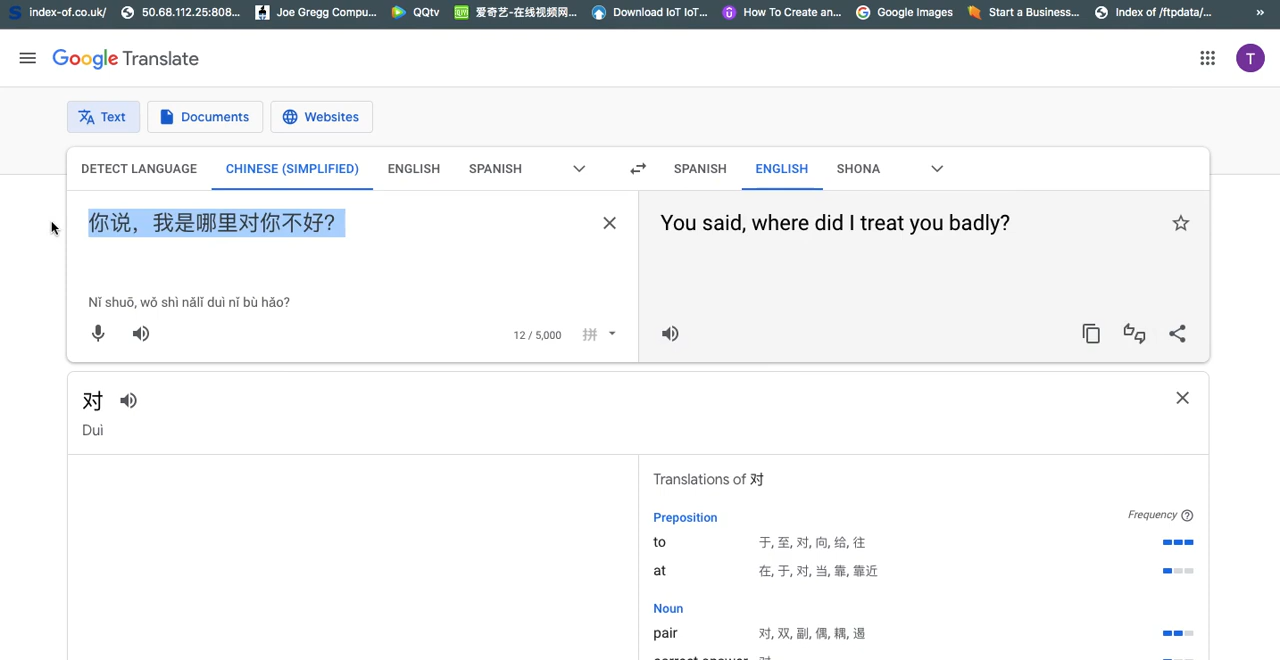 index-of.co.uk/ 50.68.112.25:808... Joe Gregg Compu... QQtv 爱奇艺-在线视频网... Download IoT IoT... How To Create an... Google Images Start a Business... Index of /ftpdata/... »
Google Translate T
Text Documents Websites
DETECT LANGUAGE CHINESE (SIMPLIFIED) ENGLISH SPANISH SPANISH ENGLISH SHONA
你说，我是哪里对你不好？ You said, where did I treat you badly?
Nǐ shuō, wǒ shì nǎlǐ duì nǐ bù hǎo?
12 / 5,000 拼
对
Duì
Translations of 对
Preposition Frequency
to 于, 至, 对, 向, 给, 往
at 在, 于, 对, 当, 靠, 靠近
Noun
pair 对, 双, 副, 偶, 耦, 遏
correct answer 对